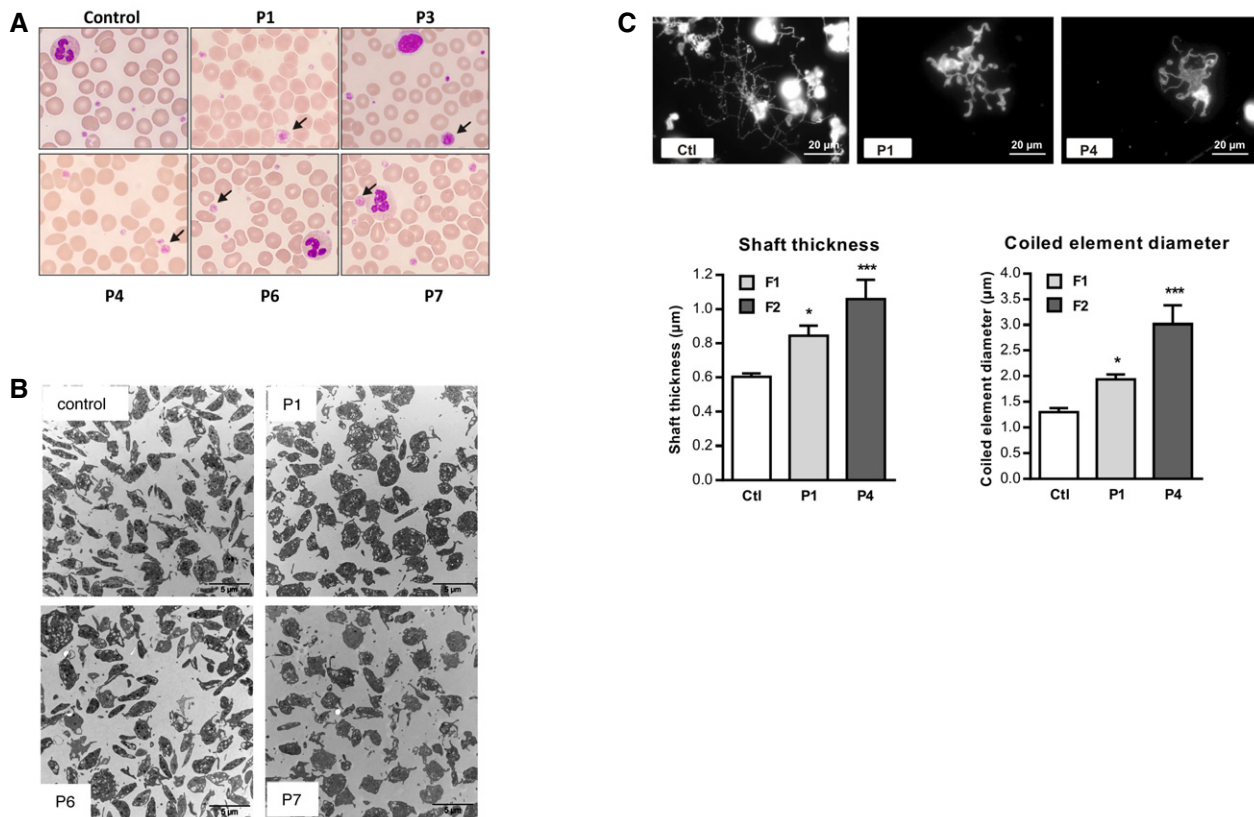 A
Control P1 P3
P4 P6 P7
B
control
P1
5 µm
5 µm
P6
P7
5 µm
5 µm
C
Ctl
20 µm
P1
20 µm
P4
20 µm
Shaft thickness
Shaft thickness (µm)
1.2
1.0
0.8
0.6
0.4
0.2
0.0
F1
F2
*
***
Ctl P1 P4
Coiled element diameter
Coiled element diameter (µm)
4.0
3.5
3.0
2.5
2.0
1.5
1.0
0.5
0.0
F1
F2
*
***
Ctl P1 P4